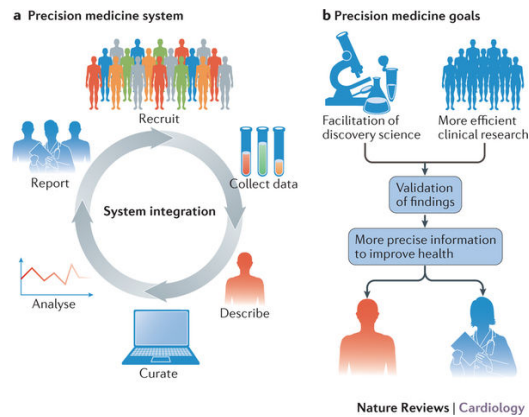 a Precision medicine system
Recruit
Collect data
Describe
Curate
Analyse
Report
System integration
b Precision medicine goals
Facilitation of
discovery science
More efficient
clinical research
Validation
of findings
More precise information
to improve health
Nature Reviews | Cardiology